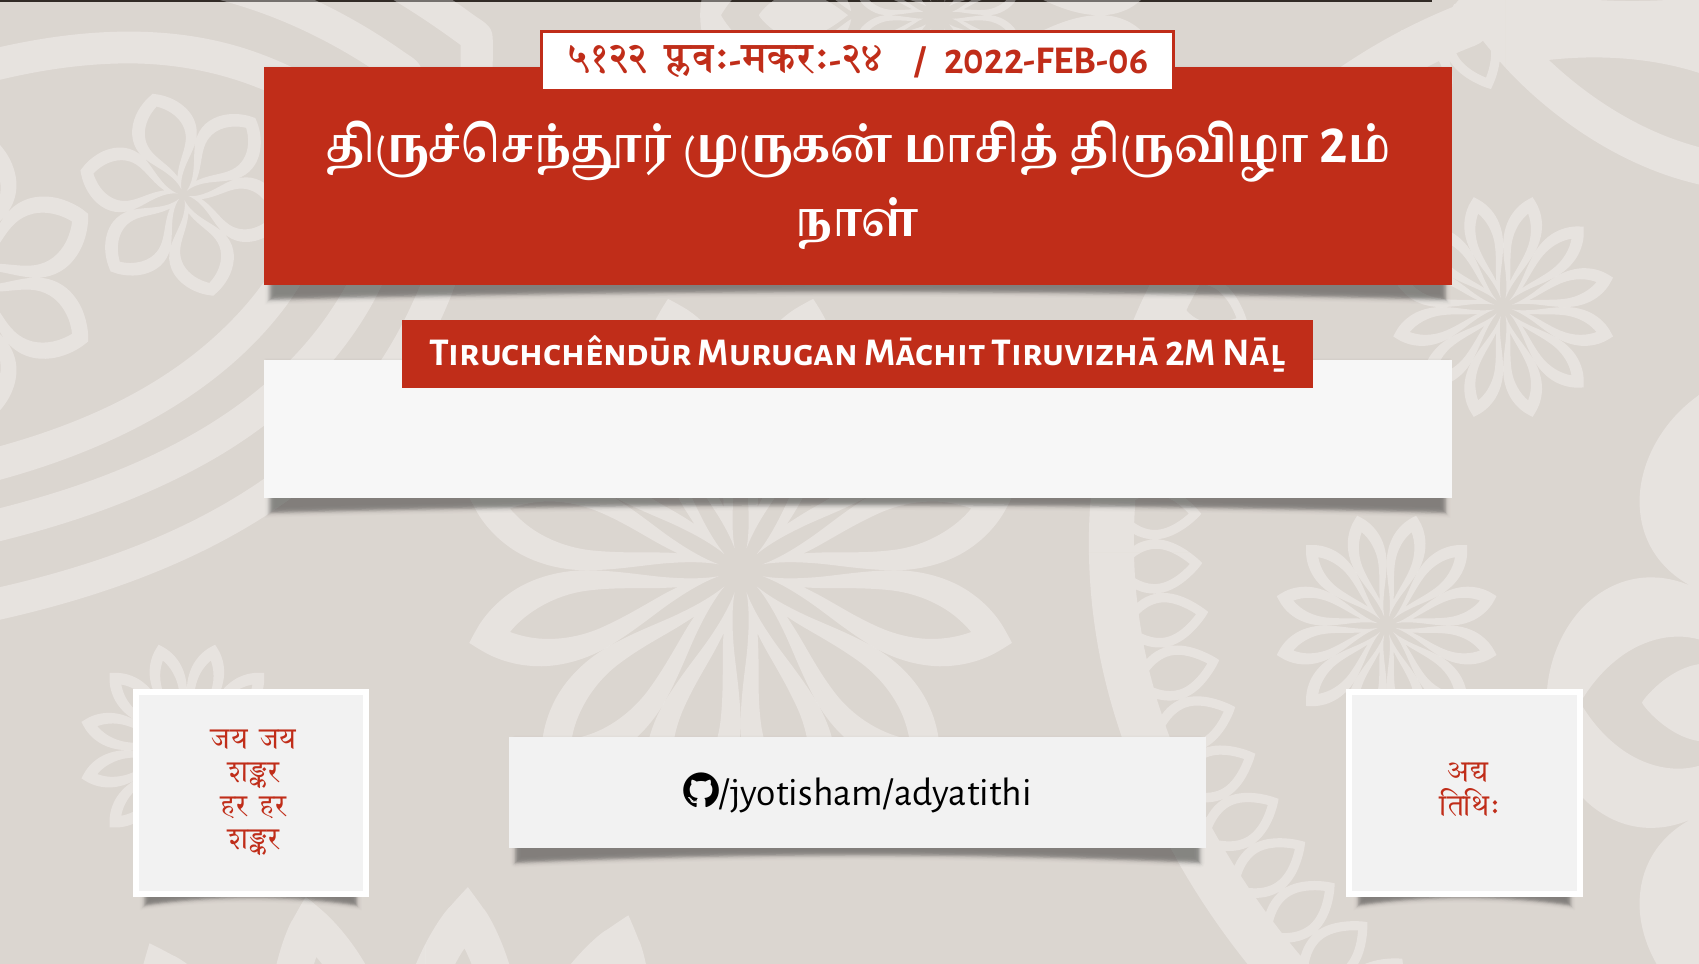 ५१२२ प्लवः-मकरः-२४ / 2022-FEB-06
திருச்செந்தூர் முருகன் மாசித் திருவிழா 2ம்
நாள்
Tiruchchêndūr Murugan Māchit Tiruvizhā 2M Nāḻ
जय जय
शङ्कर
हर हर
शङ्कर
/jyotisham/adyatithi
अद्य
तिथिः